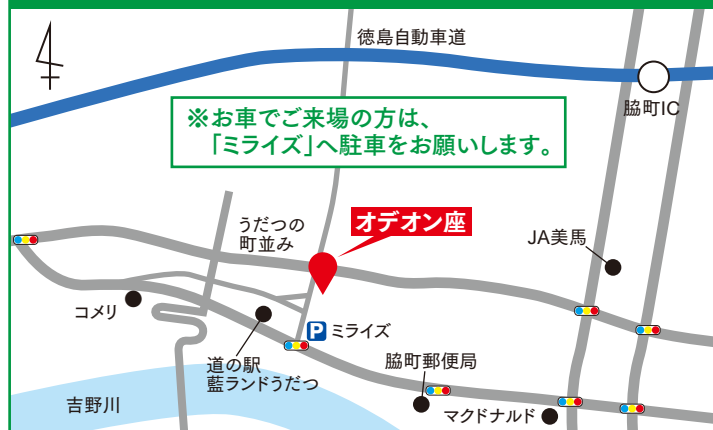 徳島自動車道
脇町IC
※お車でご来場の方は、
「ミライズ」へ駐車をお願いします。
うだつの
町並み
オデオン座
JA美馬
コメリ
P ミライズ
道の駅
藍ランドうだつ
脇町郵便局
吉野川
マクドナルド